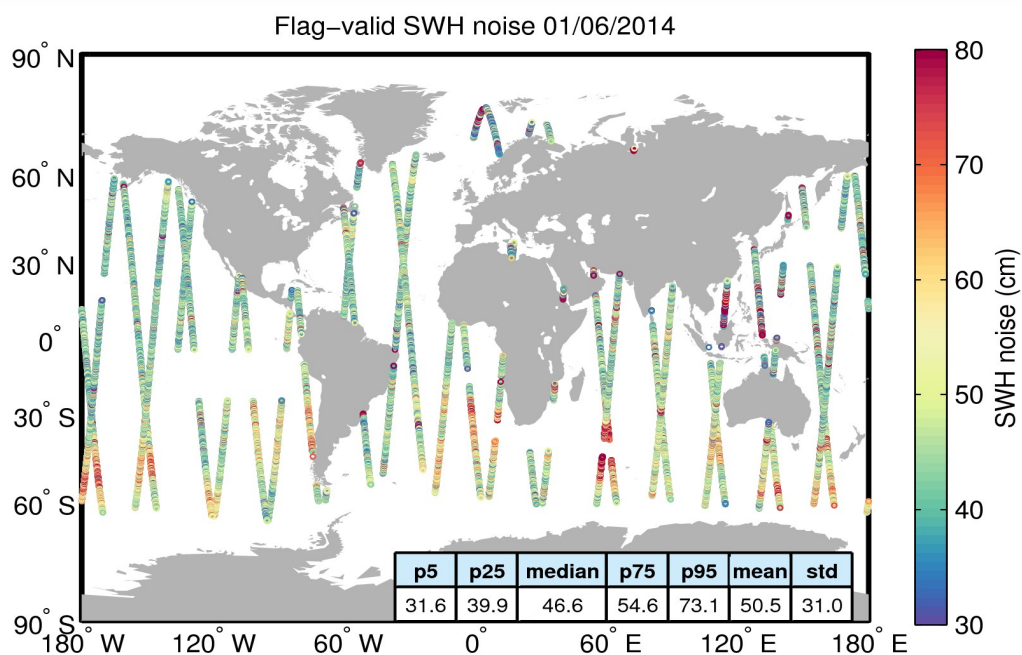 Flag−valid SWH noise 01/06/2014
90° N
60° N
30° N
0°
30° S
60° S
90° S
180° W
120° W
60° W
0°
60° E
120° E
180° E
p5 p25 median p75 p95 mean std
31.6 39.9 46.6 54.6 73.1 50.5 31.0
80
70
60
50
40
30
SWH noise (cm)